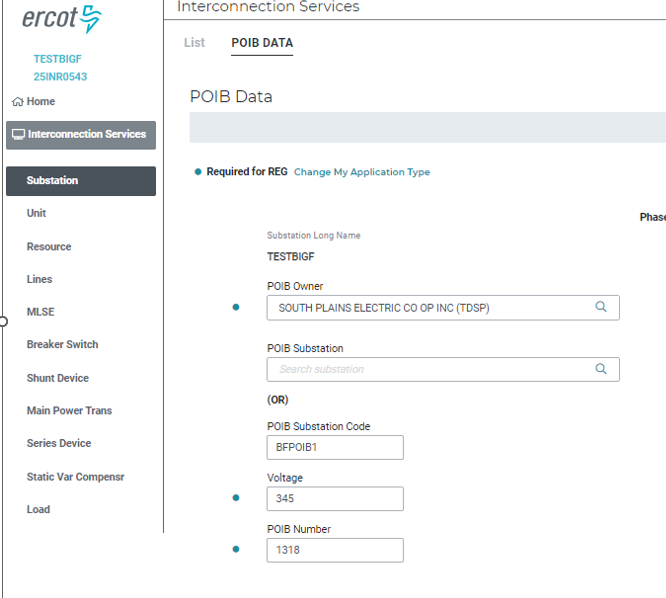 ercot
TESTBIGF
25INR0543
Home
Interconnection Services
Substation
Unit
Resource
Lines
MLSE
Breaker Switch
Shunt Device
Main Power Trans
Series Device
Static Var Compensr
Load
Interconnection Services
List POIB DATA
POIB Data
Required for REG Change My Application Type
Phase
Substation Long Name
TESTBIGF
POIB Owner
SOUTH PLAINS ELECTRIC CO OP INC (TDSP)
POIB Substation
Search substation
(OR)
POIB Substation Code
BFPOIB1
Voltage
345
POIB Number
1318